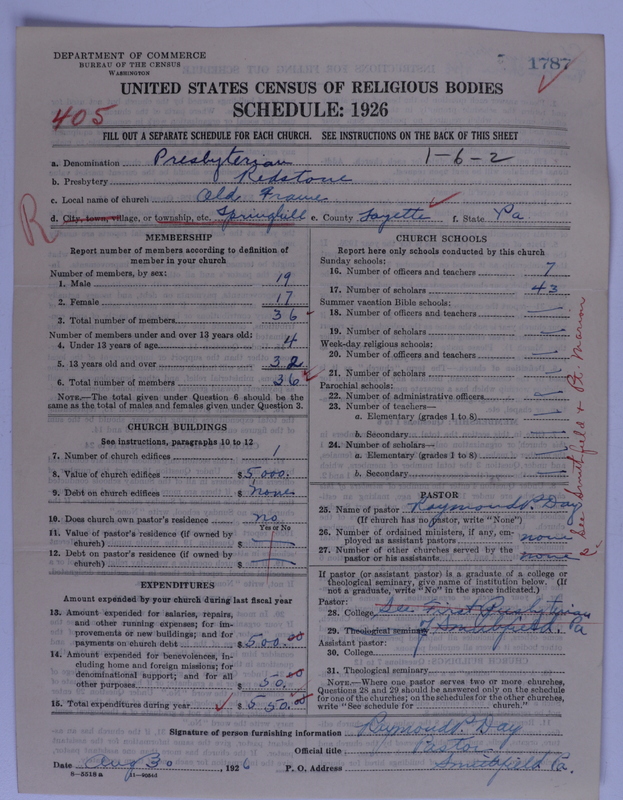 DEPARTMENT OF COMMERCE
BUREAU OF THE CENSUS
WASHINGTON
1787
UNITED STATES CENSUS OF RELIGIOUS BODIES
SCHEDULE: 1926
405
FILL OUT A SEPARATE SCHEDULE FOR EACH CHURCH. SEE INSTRUCTIONS ON THE BACK OF THIS SHEET
a. Denomination Presbyterian 1-6-2
b. Presbytery Redstone
c. Local name of church Old Frame
d. City, town, village, or township, etc. Springhill e. County Fayette f. State Pa
R
MEMBERSHIP
Report number of members according to definition of
member in your church
Number of members, by sex:
1. Male 19
2. Female 17
3. Total number of members 36
Number of members under and over 13 years old:
4. Under 13 years of age 4
5. 13 years old and over 32
6. Total number of members 36
NOTE.—The total given under Question 6 should be the
same as the total of males and females given under Question 3.
CHURCH BUILDINGS
See instructions, paragraphs 10 to 12
7. Number of church edifices 1
8. Value of church edifices $ 5,000.
9. Debt on church edifices $ none
10. Does church own pastor's residence no
Yes or No
11. Value of pastor's residence (if owned by
church) $ —
12. Debt on pastor's residence (if owned by
church) $ —
EXPENDITURES
Amount expended by your church during last fiscal year
13. Amount expended for salaries, repairs,
and other running expenses; for im-
provements or new buildings; and for
payments on church debt $ 500.00
14. Amount expended for benevolences, in-
cluding home and foreign missions; for
denominational support; and for all
other purposes $ 50.00
15. Total expenditures during year $ 550.00
CHURCH SCHOOLS
Report here only schools conducted by this church
Sunday schools:
16. Number of officers and teachers 7
17. Number of scholars 43
Summer vacation Bible schools:
18. Number of officers and teachers —
19. Number of scholars —
Week-day religious schools:
20. Number of officers and teachers —
21. Number of scholars —
Parochial schools:
22. Number of administrative officers —
23. Number of teachers—
a. Elementary (grades 1 to 8) —
b. Secondary —
24. Number of scholars—
a. Elementary (grades 1 to 8) —
b. Secondary —
PASTOR
25. Name of pastor Raymond P. Day
(If church has no pastor, write "None")
26. Number of ordained ministers, if any, em-
ployed as assistant pastors none
27. Number of other churches served by the
pastor or his assistants none
See Smithfield & Pt. Marion
If pastor (or assistant pastor) is a graduate of a college or
theological seminary, give name of institution below. (If
not a graduate, write "No" in the space indicated.)
Pastor:
28. College See First Presbyterian
29. Theological seminary of Smithfield. Pa
Assistant pastor:
30. College
31. Theological seminary
NOTE.—Where one pastor serves two or more churches,
Questions 28 and 29 should be answered only on the schedule
for one of the churches; on the schedules for the other churches,
write "See schedule for church."
Signature of person furnishing information Raymond P. Day
Official title Pastor
Date Aug 30, 1926 P. O. Address Smithfield Pa.
8—5518 a 11—9034d